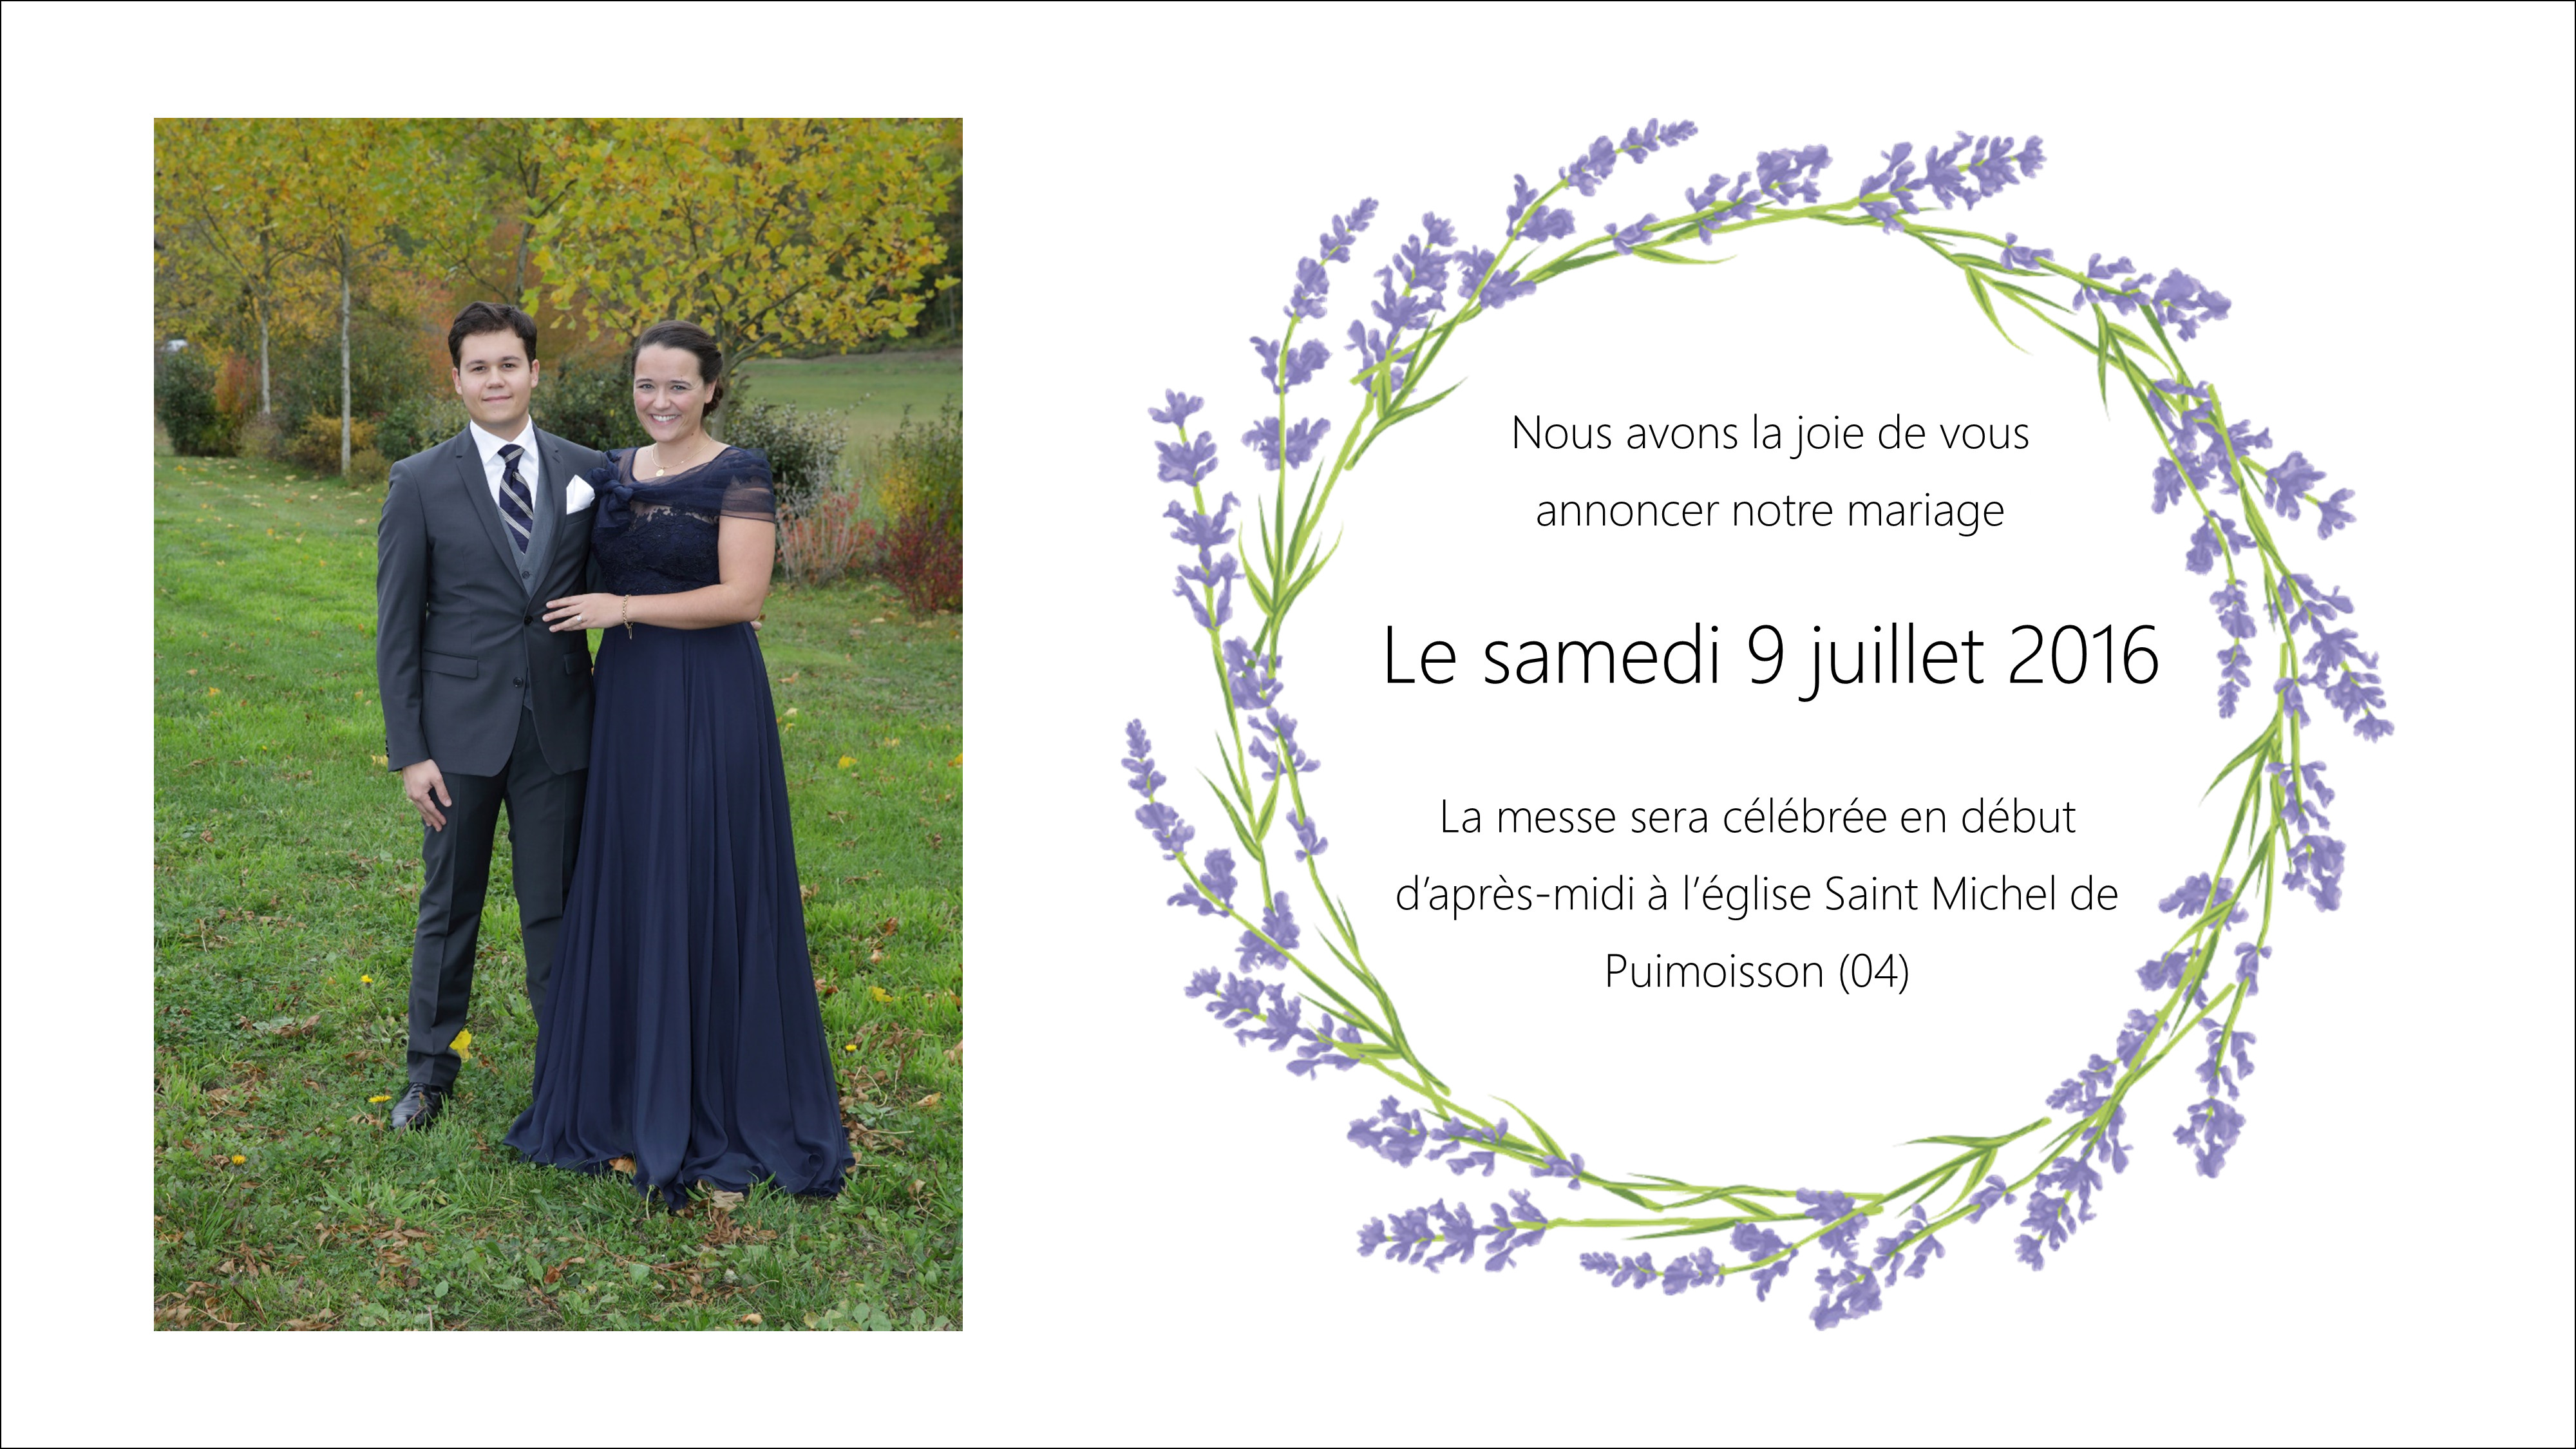 Nous avons la joie de vous
annoncer notre mariage
Le samedi 9 juillet 2016
La messe sera célébrée en début
d’après-midi à l’église Saint Michel de
Puimoisson (04)